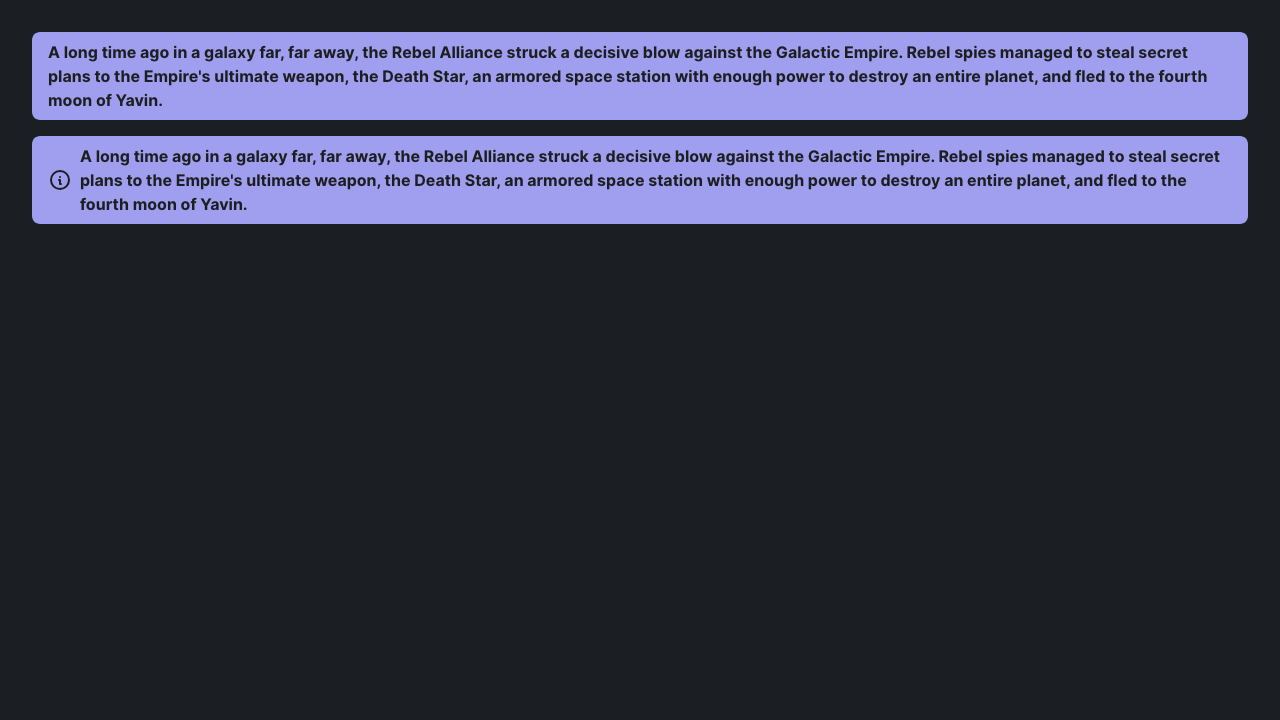 A long time ago in a galaxy far, far away, the Rebel Alliance struck a decisive blow against the Galactic Empire. Rebel spies managed to steal secret
plans to the Empire's ultimate weapon, the Death Star, an armored space station with enough power to destroy an entire planet, and fled to the fourth
moon of Yavin.
A long time ago in a galaxy far, far away, the Rebel Alliance struck a decisive blow against the Galactic Empire. Rebel spies managed to steal secret
plans to the Empire's ultimate weapon, the Death Star, an armored space station with enough power to destroy an entire planet, and fled to the
fourth moon of Yavin.